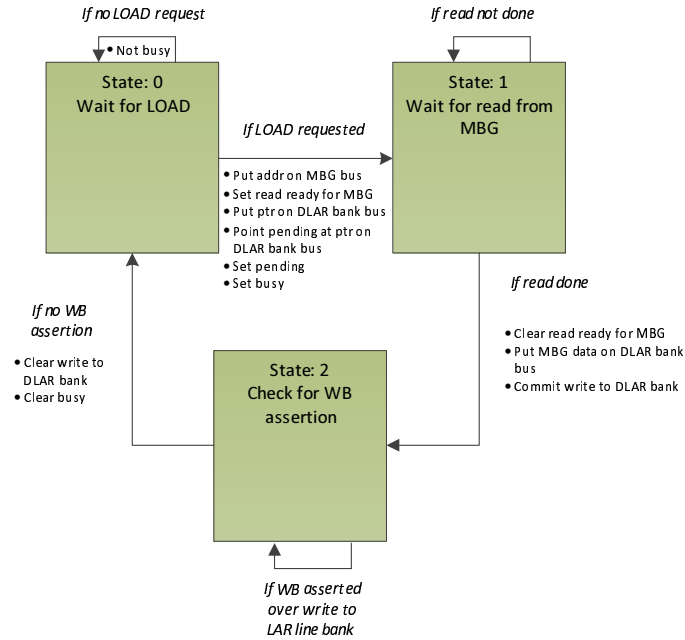 If no LOAD request
• Not busy
State: 0
Wait for LOAD
If read not done
State: 1
Wait for read from
MBG
If LOAD requested
• Put addr on MBG bus
• Set read ready for MBG
• Put ptr on DLAR bank bus
• Point pending at ptr on
DLAR bank bus
• Set pending
• Set busy
If read done
• Clear read ready for MBG
• Put MBG data on DLAR bank
bus
• Commit write to DLAR bank
If no WB
assertion
• Clear write to
DLAR bank
• Clear busy
State: 2
Check for WB
assertion
If WB asserted
over write to
LAR line bank